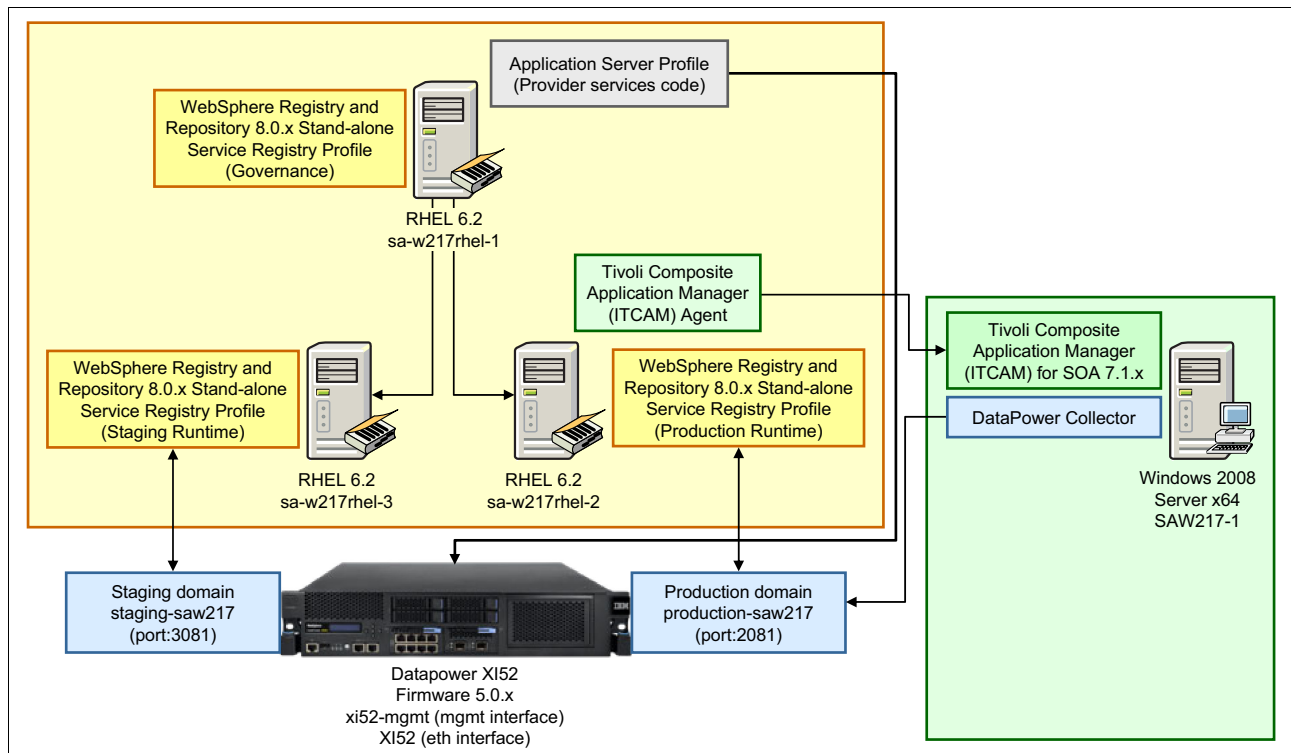 Application Server Profile
(Provider services code)
WebSphere Registry and
Repository 8.0.x Stand-alone
Service Registry Profile
(Governance)
RHEL 6.2
sa-w217rhel-1
Tivoli Composite
Application Manager
(ITCAM) Agent
Tivoli Composite
Application Manager
(ITCAM) for SOA 7.1.x
DataPower Collector
Windows 2008
Server x64
SAW217-1
WebSphere Registry and
Repository 8.0.x Stand-alone
Service Registry Profile
(Staging Runtime)
RHEL 6.2
sa-w217rhel-3
RHEL 6.2
sa-w217rhel-2
WebSphere Registry and
Repository 8.0.x Stand-alone
Service Registry Profile
(Production Runtime)
Staging domain
staging-saw217
(port:3081)
IBM
Production domain
production-saw217
(port:2081)
Datapower XI52
Firmware 5.0.x
xi52-mgmt (mgmt interface)
XI52 (eth interface)